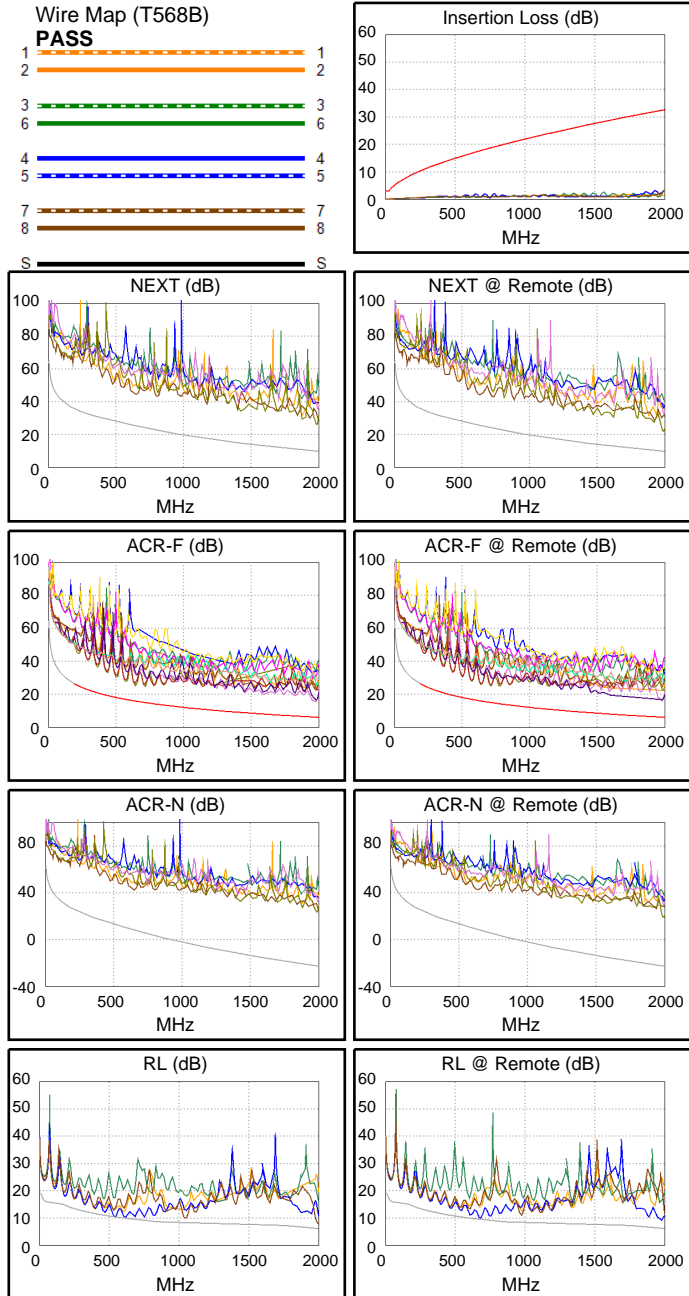 Wire Map (T568B)
PASS
1 1
2 2
3 3
6 6
4 4
5 5
7 7
8 8
S S
Insertion Loss (dB)
60
50
40
30
20
10
0
0 500 1000 1500 2000
MHz
NEXT (dB)
100
80
60
40
20
0
0 500 1000 1500 2000
MHz
NEXT @ Remote (dB)
100
80
60
40
20
0
0 500 1000 1500 2000
MHz
ACR-F (dB)
100
80
60
40
20
0
0 500 1000 1500 2000
MHz
ACR-F @ Remote (dB)
100
80
60
40
20
0
0 500 1000 1500 2000
MHz
ACR-N (dB)
80
40
0
-40
0 500 1000 1500 2000
MHz
ACR-N @ Remote (dB)
80
40
0
-40
0 500 1000 1500 2000
MHz
RL (dB)
60
50
40
30
20
10
0
0 500 1000 1500 2000
MHz
RL @ Remote (dB)
60
50
40
30
20
10
0
0 500 1000 1500 2000
MHz